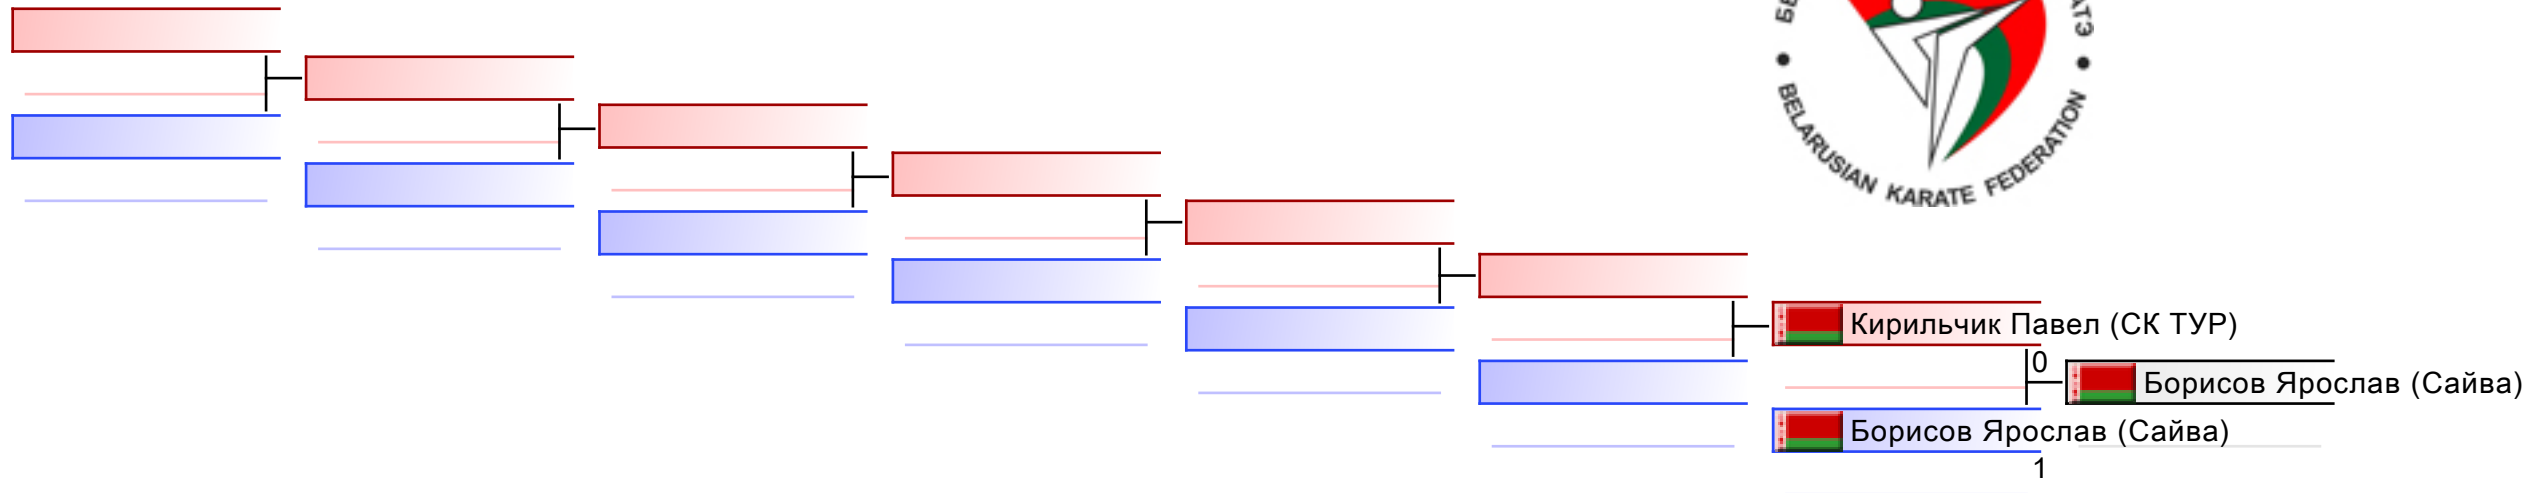 BELARUSIAN KARATE FEDERATION
Кирильчик Павел (СК ТУР)
0
Борисов Ярослав (Сайва)
Борисов Ярослав (Сайва)
1